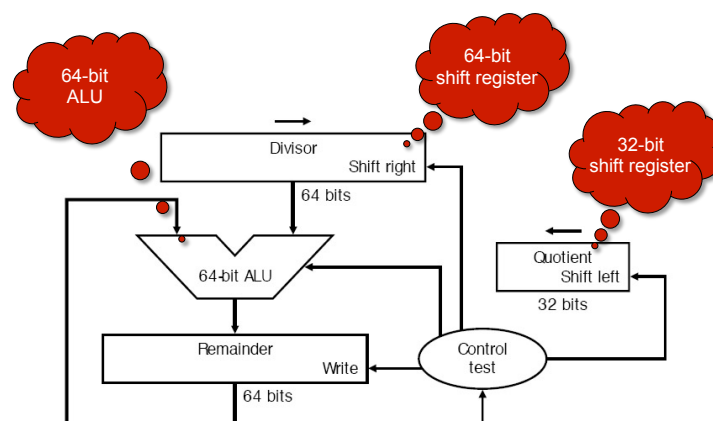 64-bit
ALU
64-bit
shift register
32-bit
shift register
Divisor
Shift right
64 bits
64-bit ALU
Quotient
Shift left
32 bits
Remainder
Write
Control
test
64 bits